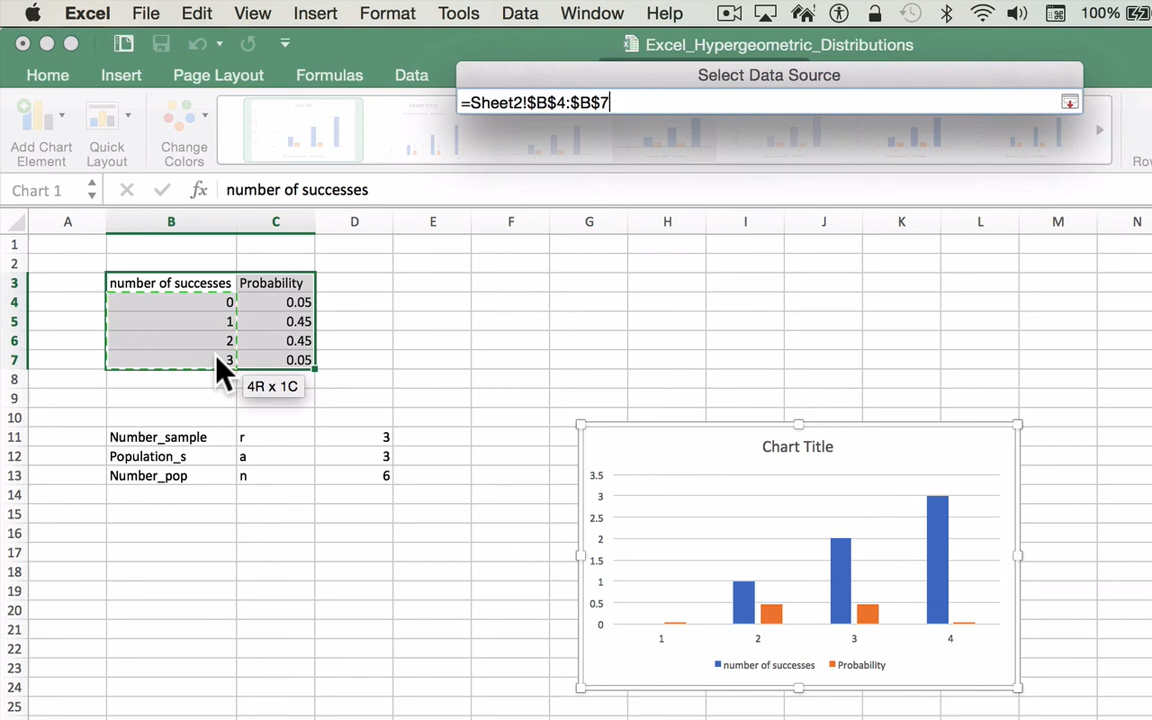 Excel File Edit View Insert Format Tools Data Window Help 100%
Excel_Hypergeometric_Distributions
Home Insert Page Layout Formulas Data
Select Data Source
=Sheet2!$B$4:$B$7
Add Chart Element
Quick Layout
Change Colors
Chart 1 fx number of successes
A B C D E F G H I J K L M N
1
2
3 number of successes Probability
4 0 0.05
5 1 0.45
6 2 0.45
7 3 0.05
8 4R x 1C
9
10
11 Number_sample r 3
12 Population_s a 3
13 Number_pop n 6
14
15
16
17
18
19
20
21
22
23
24
25
Chart Title
3.5
3
2.5
2
1.5
1
0.5
0
1 2 3 4
number of successes Probability